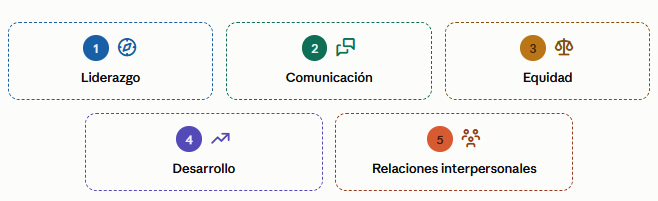 1
Liderazgo
2
Comunicación
3
Equidad
4
Desarrollo
5
Relaciones interpersonales